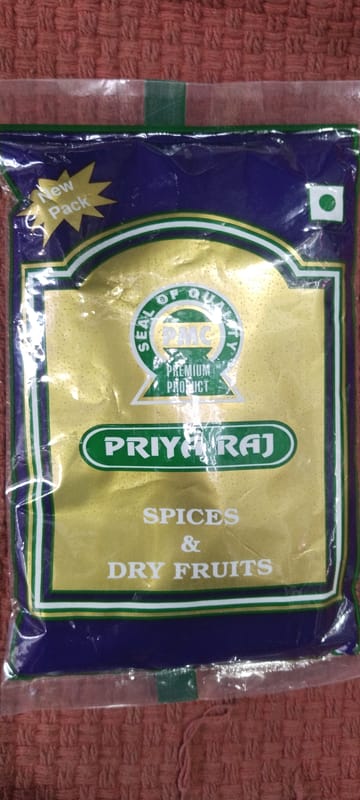 New
Pack
SEAL OF QUALITY
PMC
PREMIUM
PRODUCT
PRIYA RAJ
SPICES
&
DRY FRUITS